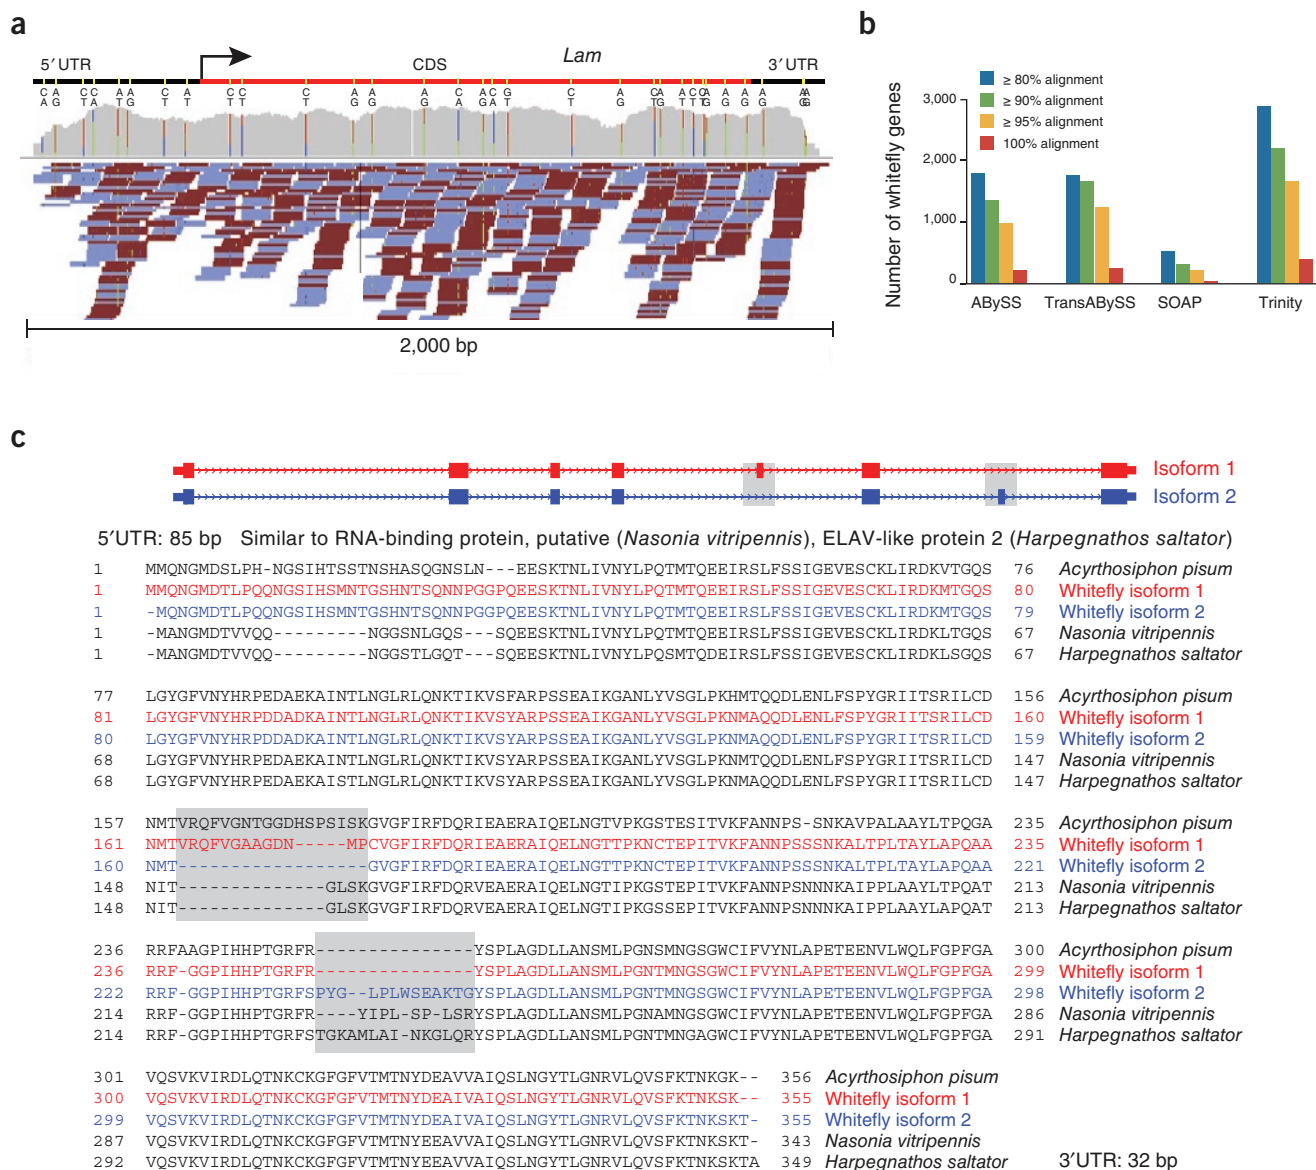 a
5′ UTR
CDS
Lam
3′ UTR
2,000 bp
b
≥ 80% alignment
≥ 90% alignment
≥ 95% alignment
100% alignment
Number of whitefly genes
3,000
2,000
1,000
0
ABySS TransABySS SOAP Trinity
c
Isoform 1
Isoform 2
5′UTR: 85 bp Similar to RNA-binding protein, putative (Nasonia vitripennis), ELAV-like protein 2 (Harpegnathos saltator)
1 MMQNGMDSLPH-NGSIHTSSTNSHASQGNSLN---EESKTNLIVNYLPQTMTQEEIRSLFSSIGEVESCKLIRDKVTGQS 76 Acyrthosiphon pisum
1 MMQNGMDTLPQQNGSIHSMNTGSHNTSQNNPGGPQEESKTNLIVNYLPQTMTQEEIRSLFSSIGEVESCKLIRDKMTGQS 80 Whitefly isoform 1
1 -MQNGMDTLPQQNGSIHSMNTGSHNTSQNNPGGPQEESKTNLIVNYLPQTMTQEEIRSLFSSIGEVESCKLIRDKMTGQS 79 Whitefly isoform 2
1 -MANGMDTVVQQ---------NGGSNLGQS---SQEESKTNLIVNYLPQTMTQEEIRSLFSSIGEVESCKLIRDKLTGQS 67 Nasonia vitripennis
1 -MANGMDTVVQQ---------NGGSTLGQT---SQEESKTNLIVNYLPQSMTQDEIRSLFSSIGEVESCKLIRDKLSGQS 67 Harpegnathos saltator
77 LGYGFVNYHRPEDAEKAINTLNGLRLQNKTIKVSFARPSSEAIKGANLYVSGLPKHMTQQDLENLFSPYGRIITSRILCD 156 Acyrthosiphon pisum
81 LGYGFVNYHRPDDADKAINTLNGLRLQNKTIKVSYARPSSEAIKGANLYVSGLPKNMAQQDLENLFSPYGRIITSRILCD 160 Whitefly isoform 1
80 LGYGFVNYHRPDDADKAINTLNGLRLQNKTIKVSYARPSSEAIKGANLYVSGLPKNMAQQDLENLFSPYGRIITSRILCD 159 Whitefly isoform 2
68 LGYGFVNYHRPEDAEKAINTLNGLRLQNKTIKVSYARPSSEAIKGANLYVSGLPKNMTQQDLENLFSPYGRIITSRILCD 147 Nasonia vitripennis
68 LGYGFVNYHRPEDAEKAISTLNGLRLQNKTIKVSYARPSSEAIKGANLYVSGLPKNMAQQDLENLFSPYGRIITSRILCD 147 Harpegnathos saltator
157 NMTVRQFVGNTGGDHSPSISKGVGFIRFDQRIEAERAIQELNGTVPKGSTESITVKFANNPS-SNKAVPALAAYLTPQGA 235 Acyrthosiphon pisum
161 NMTVRQFVGAAGDN-----MPCVGFIRFDQRIEAERAIQELNGTTPKNCTEPITVKFANNPSSSNKALTPLTAYLAPQAA 235 Whitefly isoform 1
160 NMT------------------GVGFIRFDQRIEAERAIQELNGTTPKNCTEPITVKFANNPSSSNKALTPLTAYLAPQAA 221 Whitefly isoform 2
148 NIT--------------GLSKGVGFIRFDQRVEAERAIQELNGTIPKGSTEPITVKFANNPSNNNKAIPPLAAYLTPQAT 213 Nasonia vitripennis
148 NIT--------------GLSKGVGFIRFDQRVEAERAIQELNGTIPKGSSEPITVKFANNPSNNNKAIPPLAAYLAPQAT 213 Harpegnathos saltator
236 RRFAAGPIHHPTGRFR---------------YSPLAGDLLANSMLPGNSMNGSGWCIFVYNLAPETEENVLWQLFGPFGA 300 Acyrthosiphon pisum
236 RRF-GGPIHHPTGRFR---------------YSPLAGDLLANSMLPGNTMNGSGWCIFVYNLAPETEENVLWQLFGPFGA 299 Whitefly isoform 1
222 RRF-GGPIHHPTGRFSPYG--LPLWSEAKTGYSPLAGDLLANSMLPGNTMNGSGWCIFVYNLAPETEENVLWQLFGPFGA 298 Whitefly isoform 2
214 RRF-GGPIHHPTGRFR----YIPL-SP-LSRYSPLAGDLLANSMLPGNAMNGSGWCIFVYNLAPETEENVLWQLFGPFGA 286 Nasonia vitripennis
214 RRF-GGPIHHPTGRFSTGKAMLAI-NKGLQRYSPLAGDLLANSMLPGNTMNGAGWCIFVYNLAPETEENVLWQLFGPFGA 291 Harpegnathos saltator
301 VQSVKVIRDLQTNKCKGFGFVTMTNYDEAVVAIQSLNGYTLGNRVLQVSFKTNKGK-- 356 Acyrthosiphon pisum
300 VQSVKVIRDLQTNKCKGFGFVTMTNYDEAIVAIQSLNGYTLGNRVLQVSFKTNKSK-- 355 Whitefly isoform 1
299 VQSVKVIRDLQTNKCKGFGFVTMTNYDEAIVAIQSLNGYTLGNRVLQVSFKTNKSKT- 355 Whitefly isoform 2
287 VQSVKVIRDLQTNKCKGFGFVTMTNYEEAVVAIQSLNGYTLGNRVLQVSFKTNKSKT- 343 Nasonia vitripennis
292 VQSVKVIRDLQTNKCKGFGFVTMTNYEEAVVAIQSLNGYTLGNRVLQVSFKTNKSKTA 349 Harpegnathos saltator
3′UTR: 32 bp